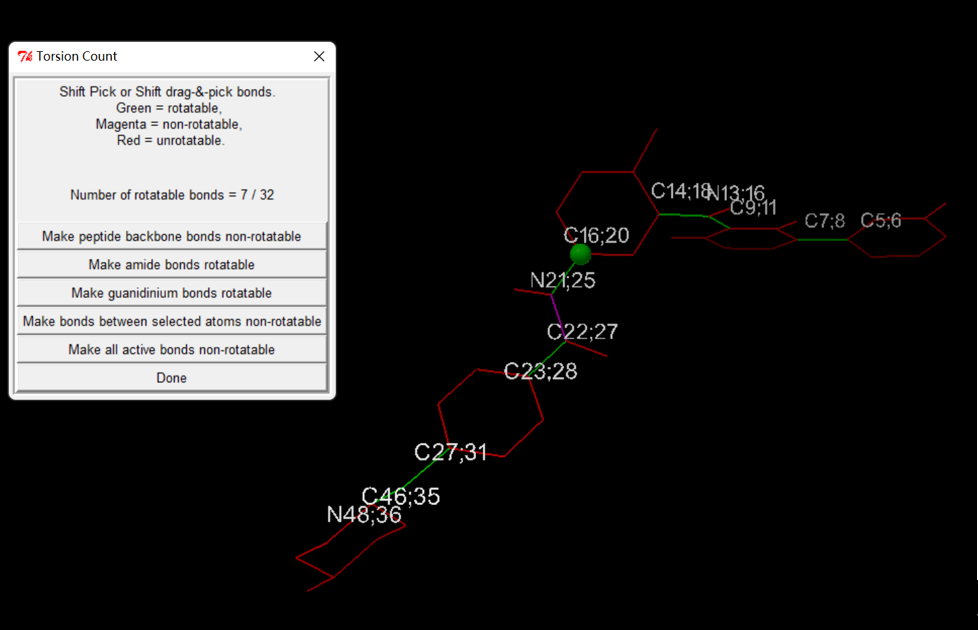 Torsion Count
Shift Pick or Shift drag-&-pick bonds.
Green = rotatable,
Magenta = non-rotatable,
Red = unrotatable.
Number of rotatable bonds = 7 / 32
Make peptide backbone bonds non-rotatable
Make amide bonds rotatable
Make guanidinium bonds rotatable
Make bonds between selected atoms non-rotatable
Make all active bonds non-rotatable
Done
C14;18
N13;16
C9;11
C7;8
C5;6
C16;20
N21;25
C22;27
C23;28
C27;31
C46;35
N48;36